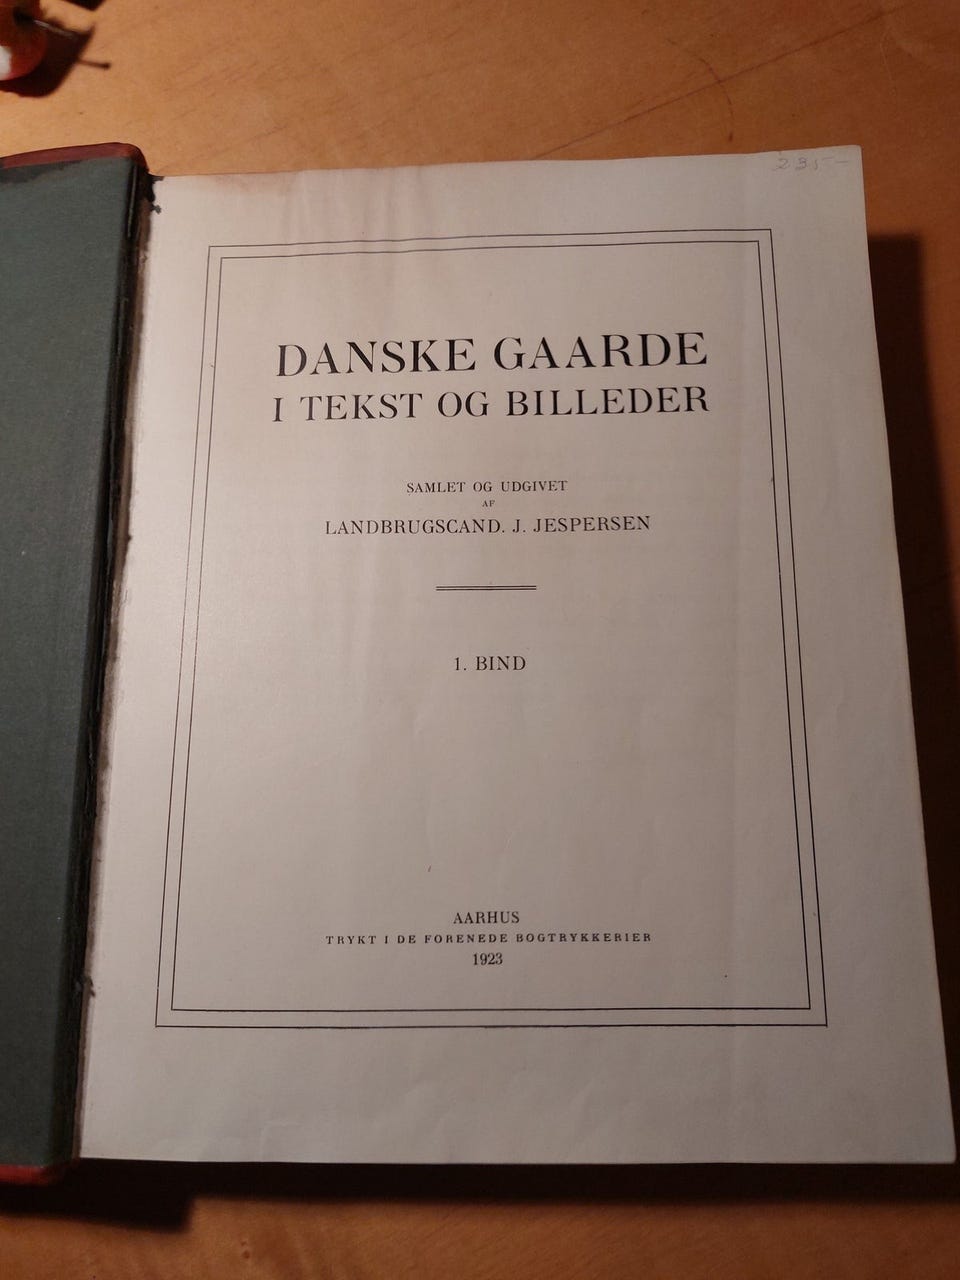 235-
DANSKE GAARDE
I TEKST OG BILLEDER
SAMLET OG UDGIVET
AF
LANDBRUGSCAND. J. JESPERSEN
1. BIND
AARHUS
TRYKT I DE FORENEDE BOGTRYKKERIER
1923